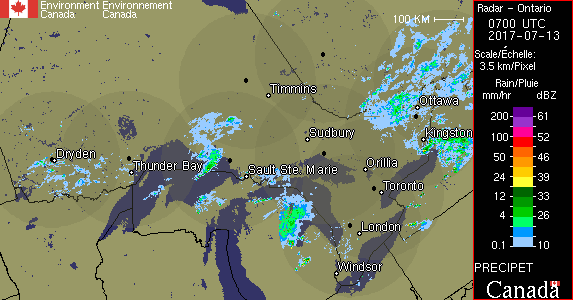 Environment Environnement
Canada Canada
100 KM
Timmins
Ottawa
Sudbury
Kingston
Dryden
Thunder Bay
Sault Ste. Marie
Orillia
Toronto
London
Windsor
Radar - Ontario
0700 UTC
2017-07-13
Scale/Échelle:
3.5 km/Pixel
Rain/Pluie
mm/hr dBZ
200 61
100 52
50 46
24 39
12 33
4 26
1 18
0.1 10
PRECIPET
Canada